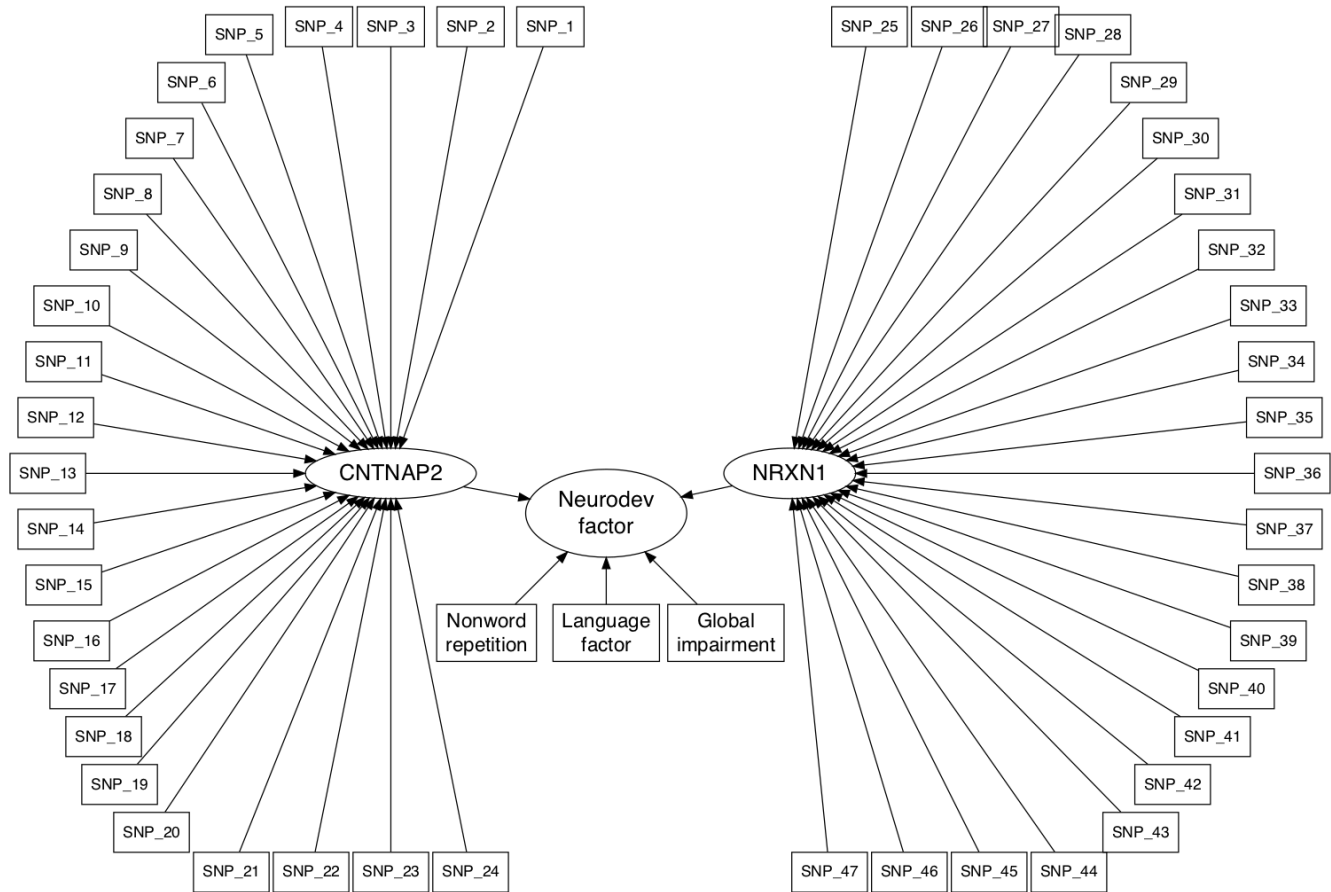 SNP_5
SNP_4
SNP_3
SNP_2
SNP_1
SNP_25
SNP_26
SNP_27
SNP_28
SNP_6
SNP_29
SNP_7
SNP_30
SNP_8
SNP_31
SNP_9
SNP_32
SNP_10
SNP_33
SNP_11
SNP_34
SNP_12
SNP_35
SNP_13
CNTNAP2
NRXN1
SNP_36
Neurodev
factor
SNP_14
SNP_37
SNP_15
SNP_38
Nonword
repetition
Language
factor
Global
impairment
SNP_16
SNP_39
SNP_17
SNP_40
SNP_18
SNP_41
SNP_19
SNP_42
SNP_20
SNP_43
SNP_21
SNP_22
SNP_23
SNP_24
SNP_47
SNP_46
SNP_45
SNP_44